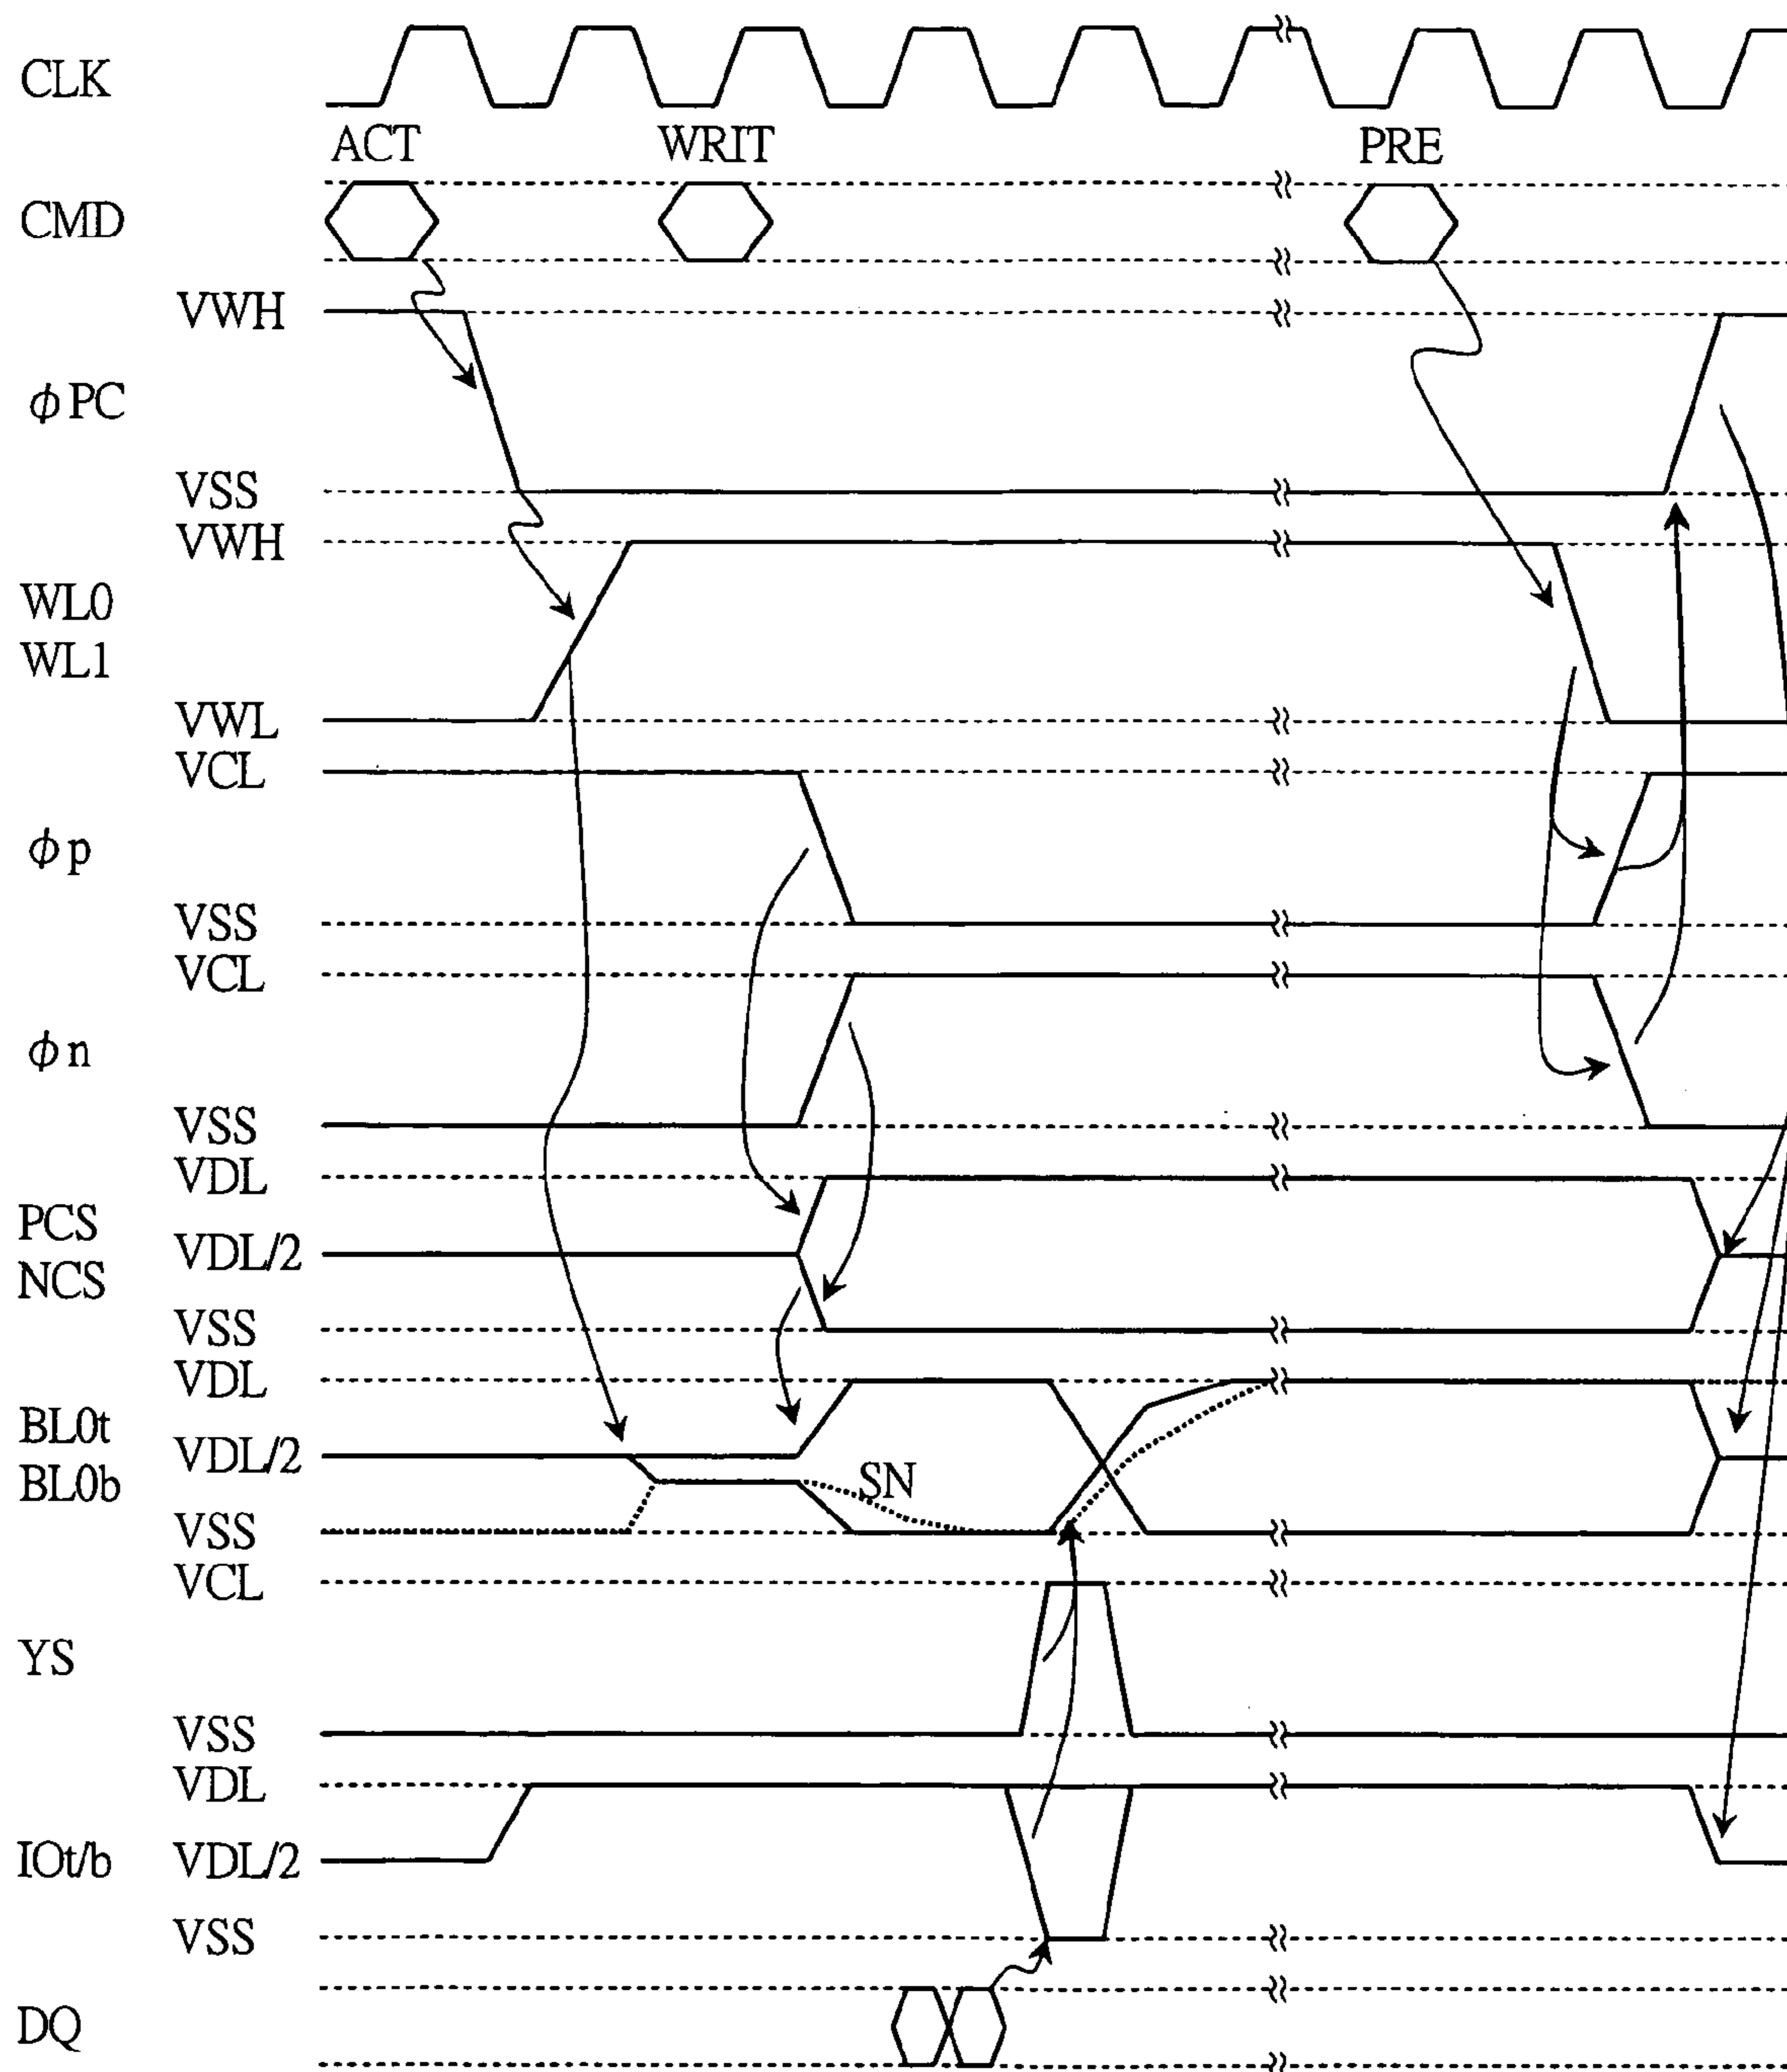 CLK
ACT WRIT PRE
CMD
VWH
ϕPC
VSS
VWH
WL0
WL1
VWL
VCL
ϕp
VSS
VCL
ϕn
VSS
VDL
PCS
VDL/2
NCS
VSS
VDL
BL0t
VDL/2
BL0b
SN
VSS
VCL
YS
VSS
VDL
IOt/b VDL/2
VSS
DQ